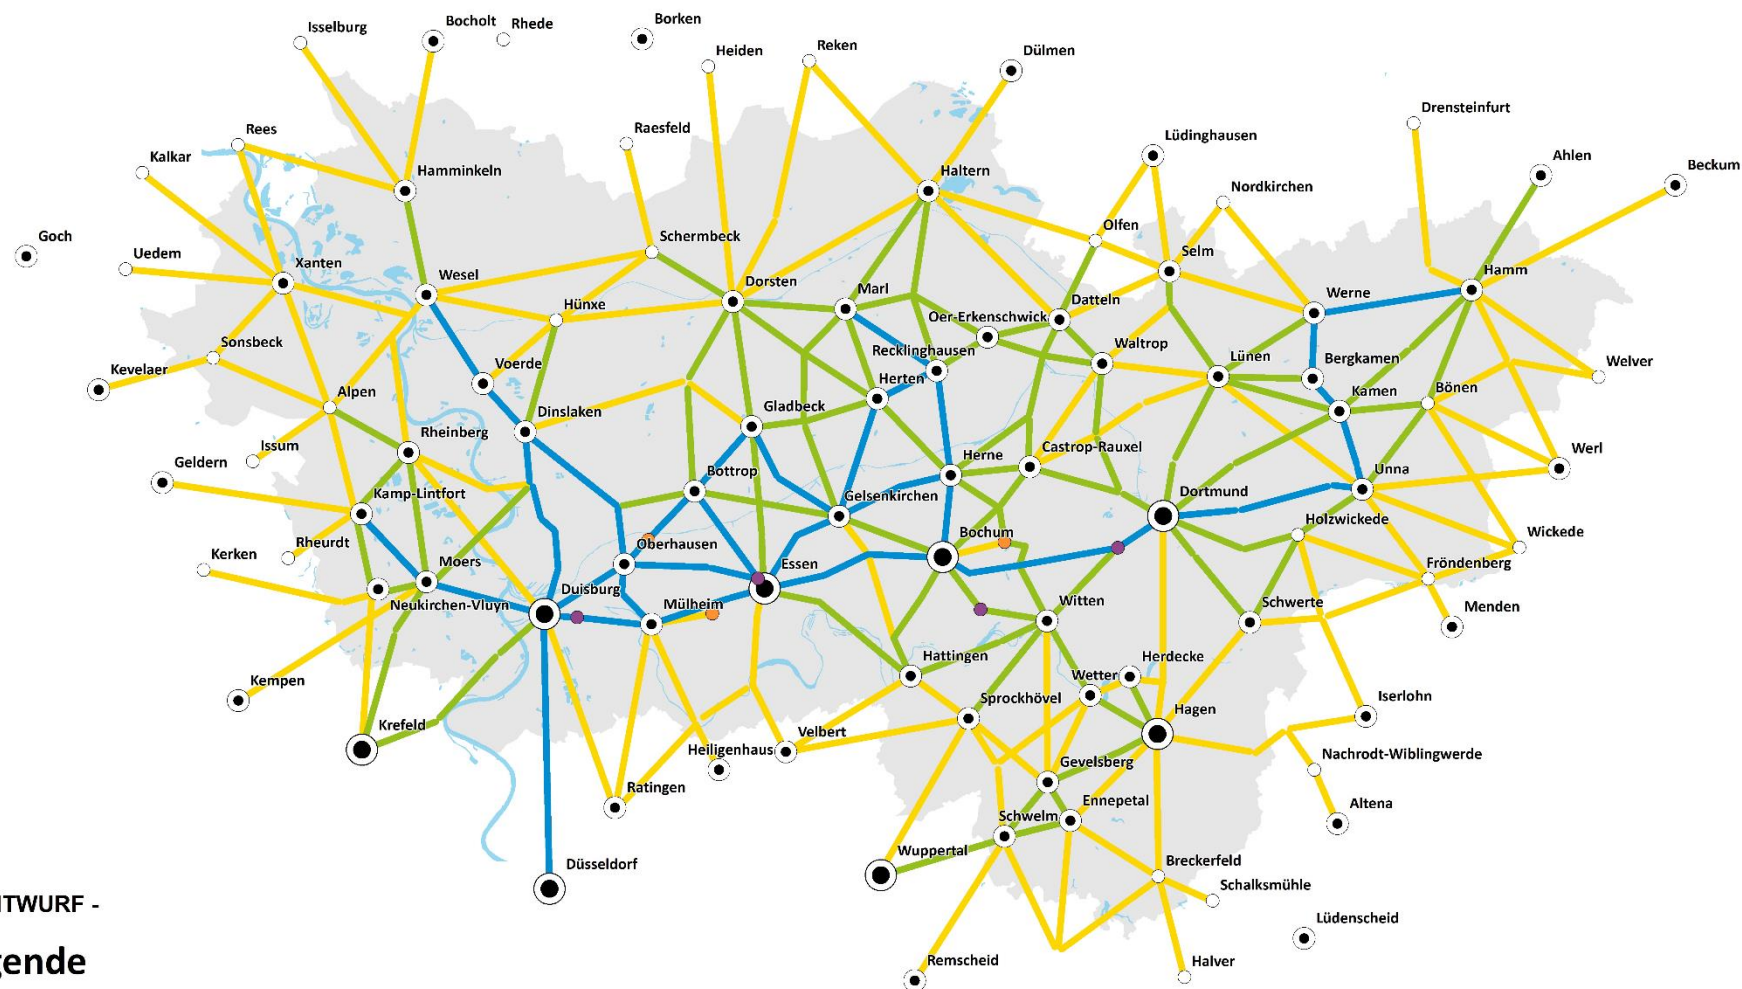 Isselburg
Bocholt
Rhede
Borken
Heiden
Reken
Dülmen
Drensteinfurt
Raesfeld
Rees
Kalkar
Hamminkeln
Haltern
Lüdinghausen
Ahlen
Beckum
Nordkirchen
Goch
Uedem
Xanten
Wesel
Schermbeck
Olfen
Selm
Hamm
Hünxe
Dorsten
Marl
Datteln
Werne
Oer-Erkenschwick
Sonsbeck
Kevelaer
Voerde
Recklinghausen
Waltrop
Lünen
Bergkamen
Welver
Alpen
Herten
Kamen
Bönen
Dinslaken
Gladbeck
Rheinberg
Issum
Geldern
Castrop-Rauxel
Werl
Herne
Bottrop
Unna
Kamp-Lintfort
Gelsenkirchen
Dortmund
Holzwickede
Wickede
Rheurdt
Oberhausen
Bochum
Kerken
Moers
Essen
Fröndenberg
Duisburg
Neukirchen-Vluyn
Mülheim
Witten
Schwerte
Menden
Hattingen
Herdecke
Wetter
Kempen
Sprockhövel
Iserlohn
Krefeld
Hagen
Velbert
Heiligenhaus
Gevelsberg
Nachrodt-Wiblingwerde
Ratingen
Ennepetal
Altena
Schwelm
Wuppertal
Düsseldorf
Breckerfeld
Schalksmühle
NTWURF -
Lüdenscheid
gende
Remscheid
Halver